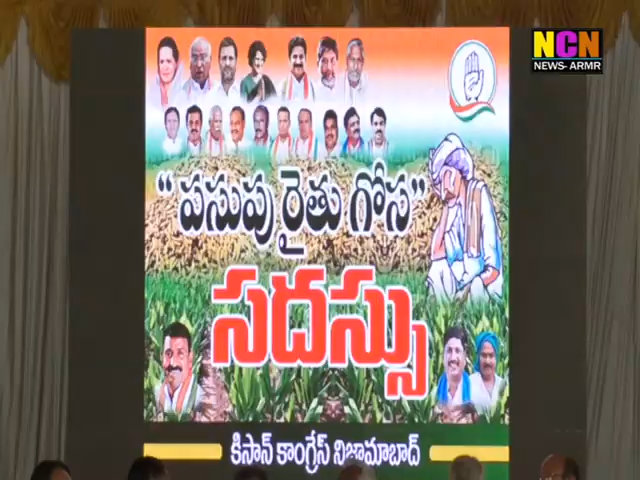 NCN
NEWS- ARMR
“ పసుపు రైతు గోస”
సదస్సు
కిసాన్ కాంగ్రేస్ నిజామాబాద్